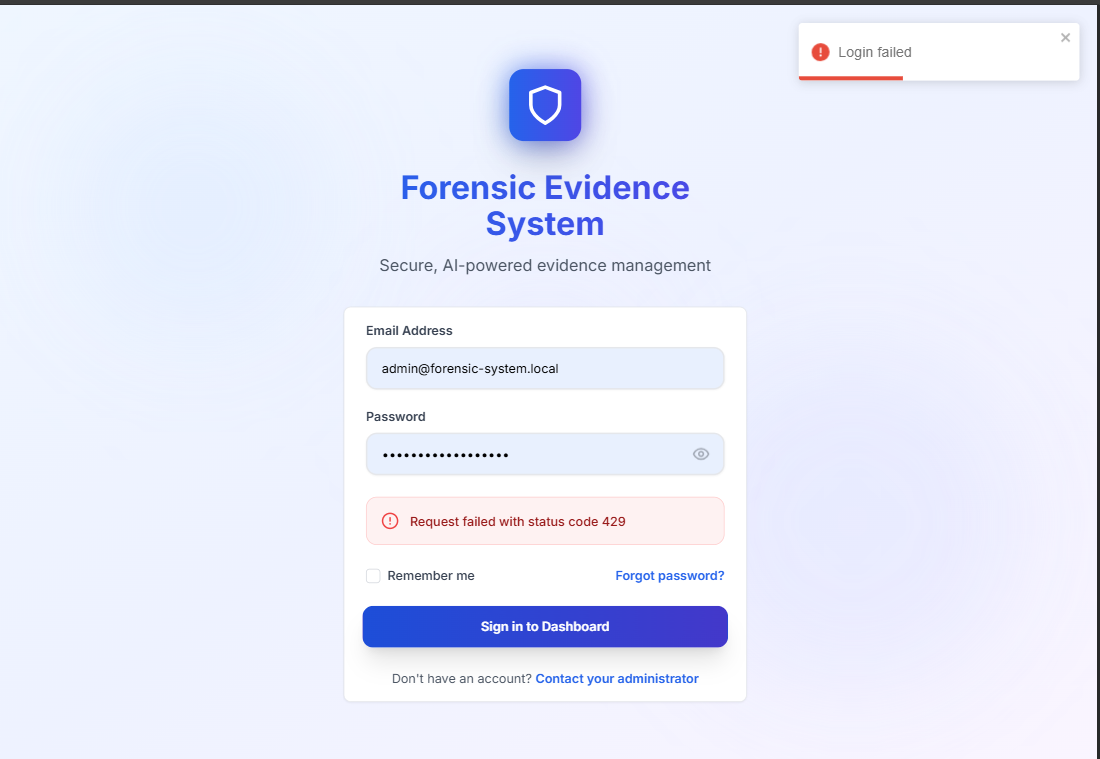 Login failed
Forensic Evidence
System
Secure, AI-powered evidence management
Email Address
admin@forensic-system.local
Password
••••••••••••••••••
Request failed with status code 429
Remember me
Forgot password?
Sign in to Dashboard
Don't have an account? Contact your administrator